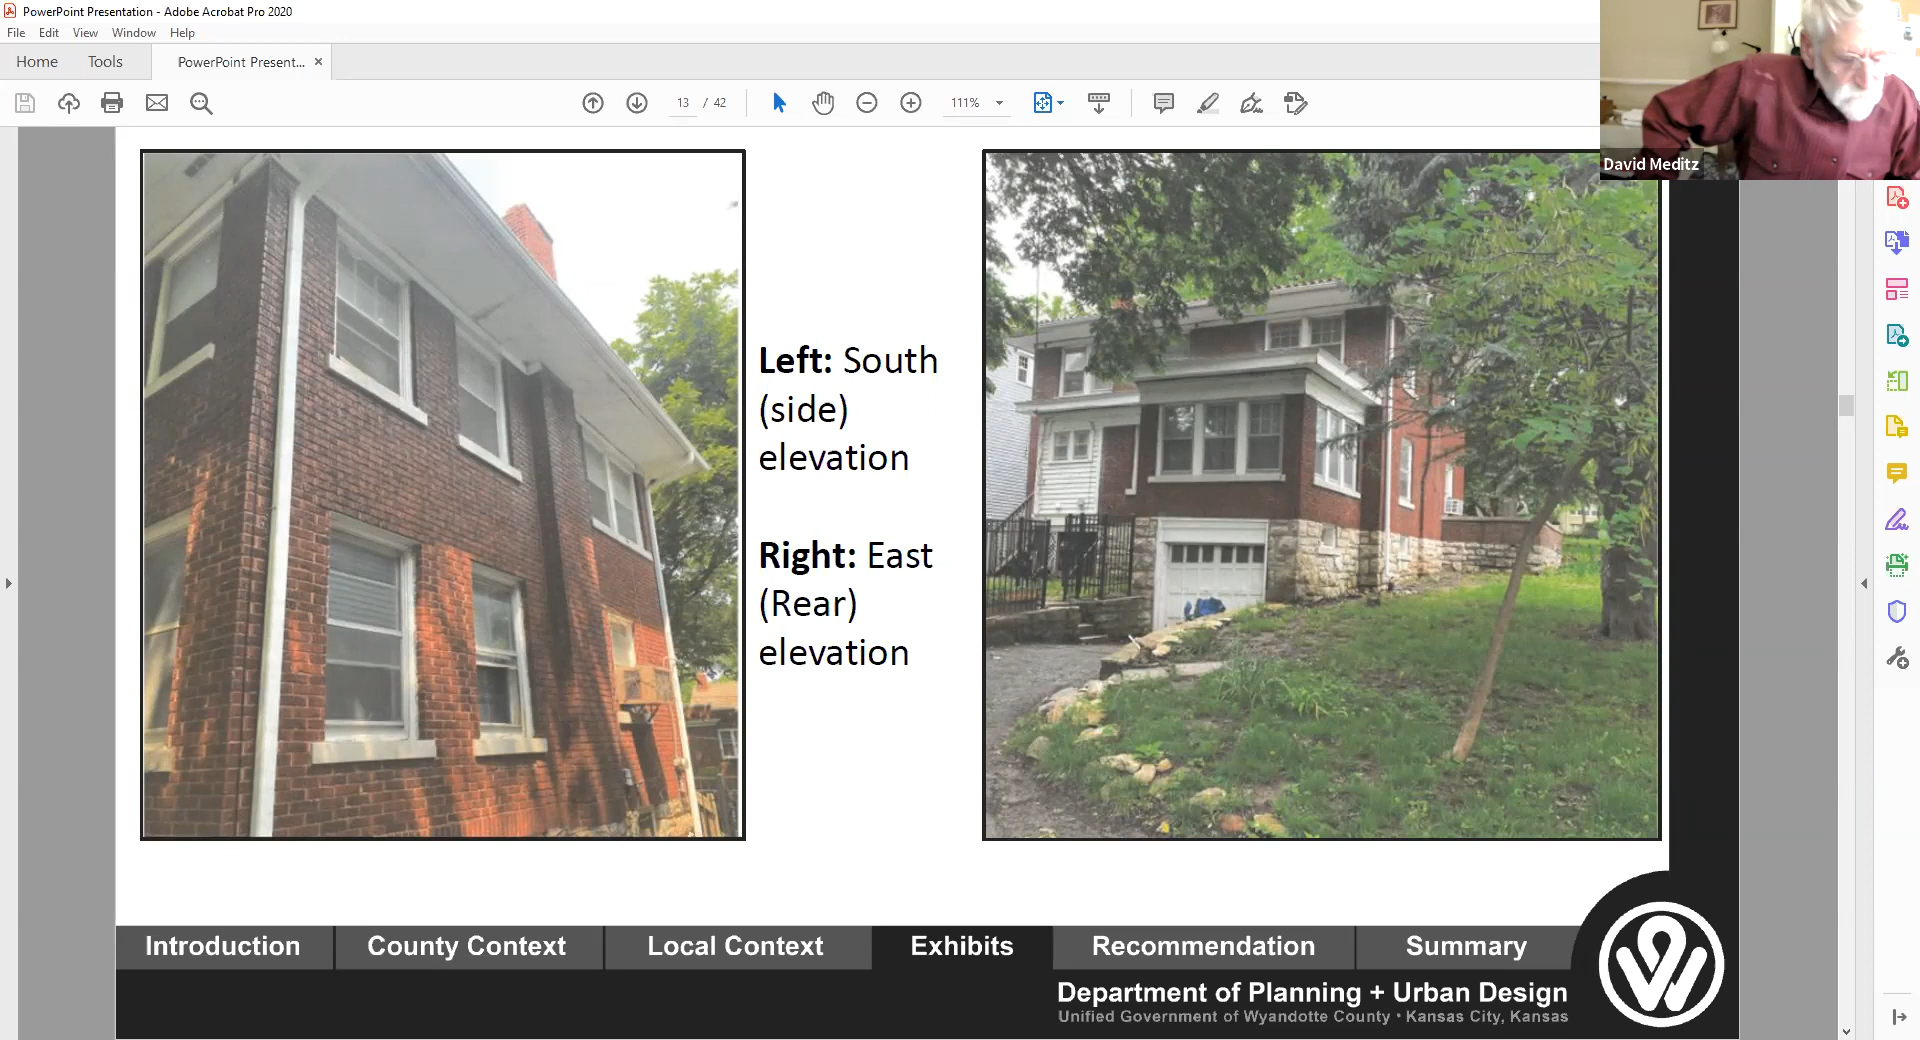 PowerPoint Presentation - Adobe Acrobat Pro 2020
File Edit View Window Help
Home Tools PowerPoint Present... ×
13 / 42 111%
David Meditz
Left: South
(side)
elevation
Right: East
(Rear)
elevation
Introduction County Context Local Context Exhibits Recommendation Summary
Department of Planning + Urban Design
Unified Government of Wyandotte County • Kansas City, Kansas